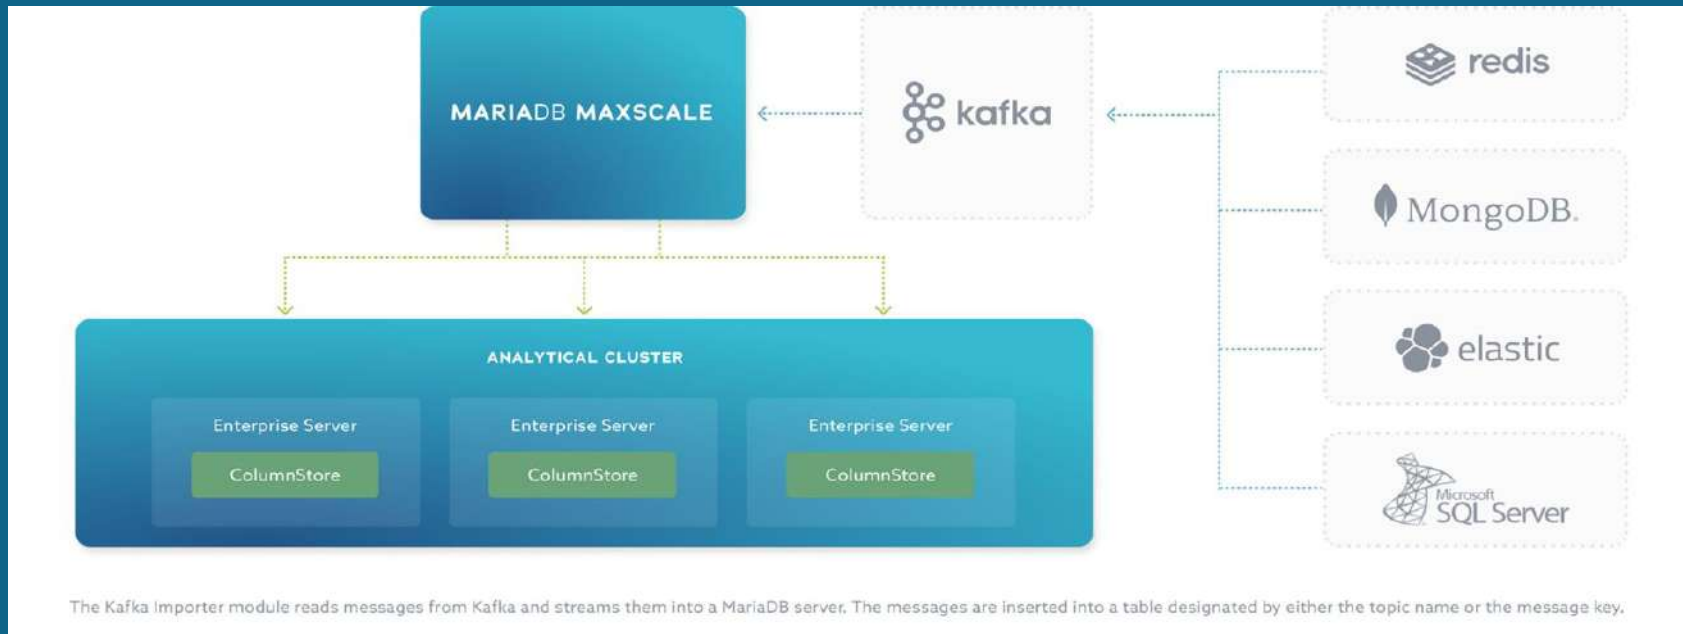 MARIADB MAXSCALE
kafka
redis
MongoDB.
elastic
Microsoft
SQL Server
ANALYTICAL CLUSTER
Enterprise Server
ColumnStore
Enterprise Server
ColumnStore
Enterprise Server
ColumnStore
The Kafka Importer module reads messages from Kafka and streams them into a MariaDB server. The messages are inserted into a table designated by either the topic name or the message key.